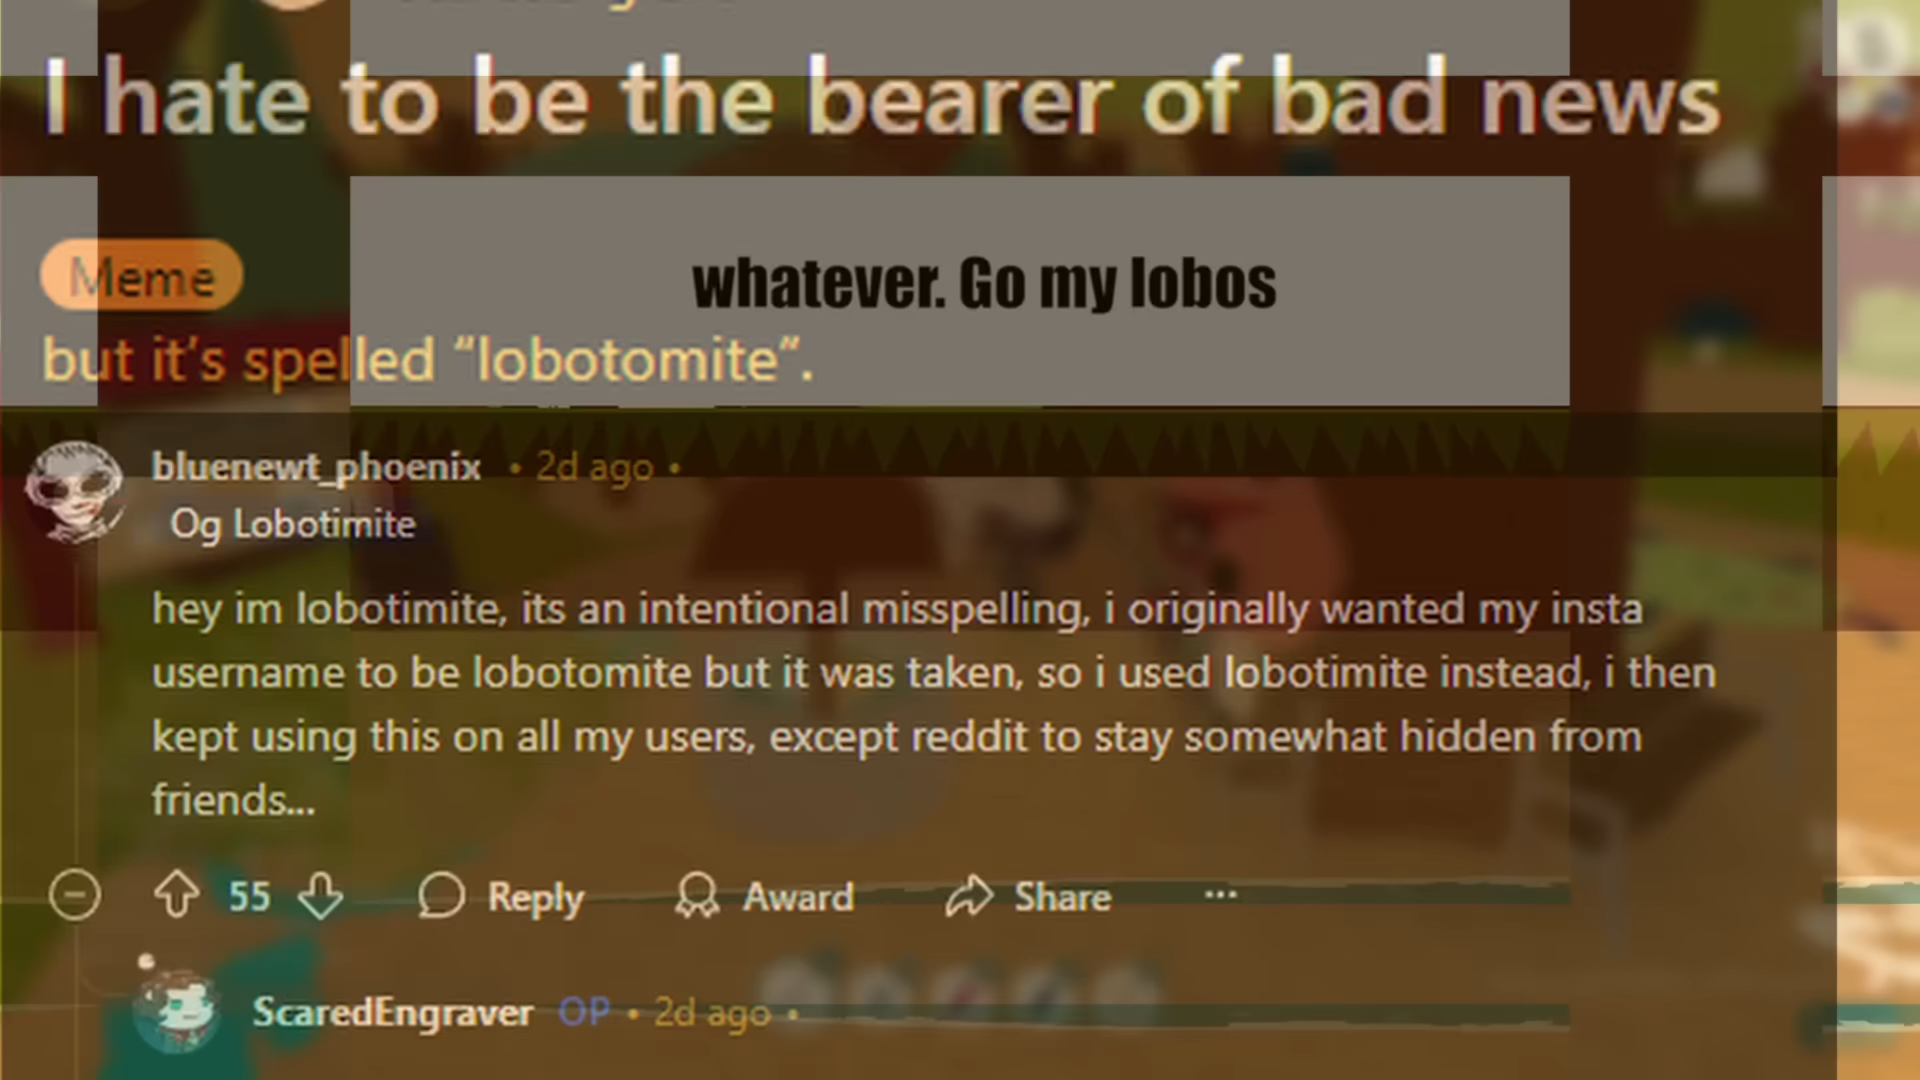 I hate to be the bearer of bad news
Meme
whatever. Go my lobos
but it's spelled “lobotomite”.
bluenewt_phoenix • 2d ago •
Og Lobotimite
hey im lobotimite, its an intentional misspelling, i originally wanted my insta
username to be lobotomite but it was taken, so i used lobotimite instead, i then
kept using this on all my users, except reddit to stay somewhat hidden from
friends...
55 Reply Award Share ...
ScaredEngraver OP • 2d ago •